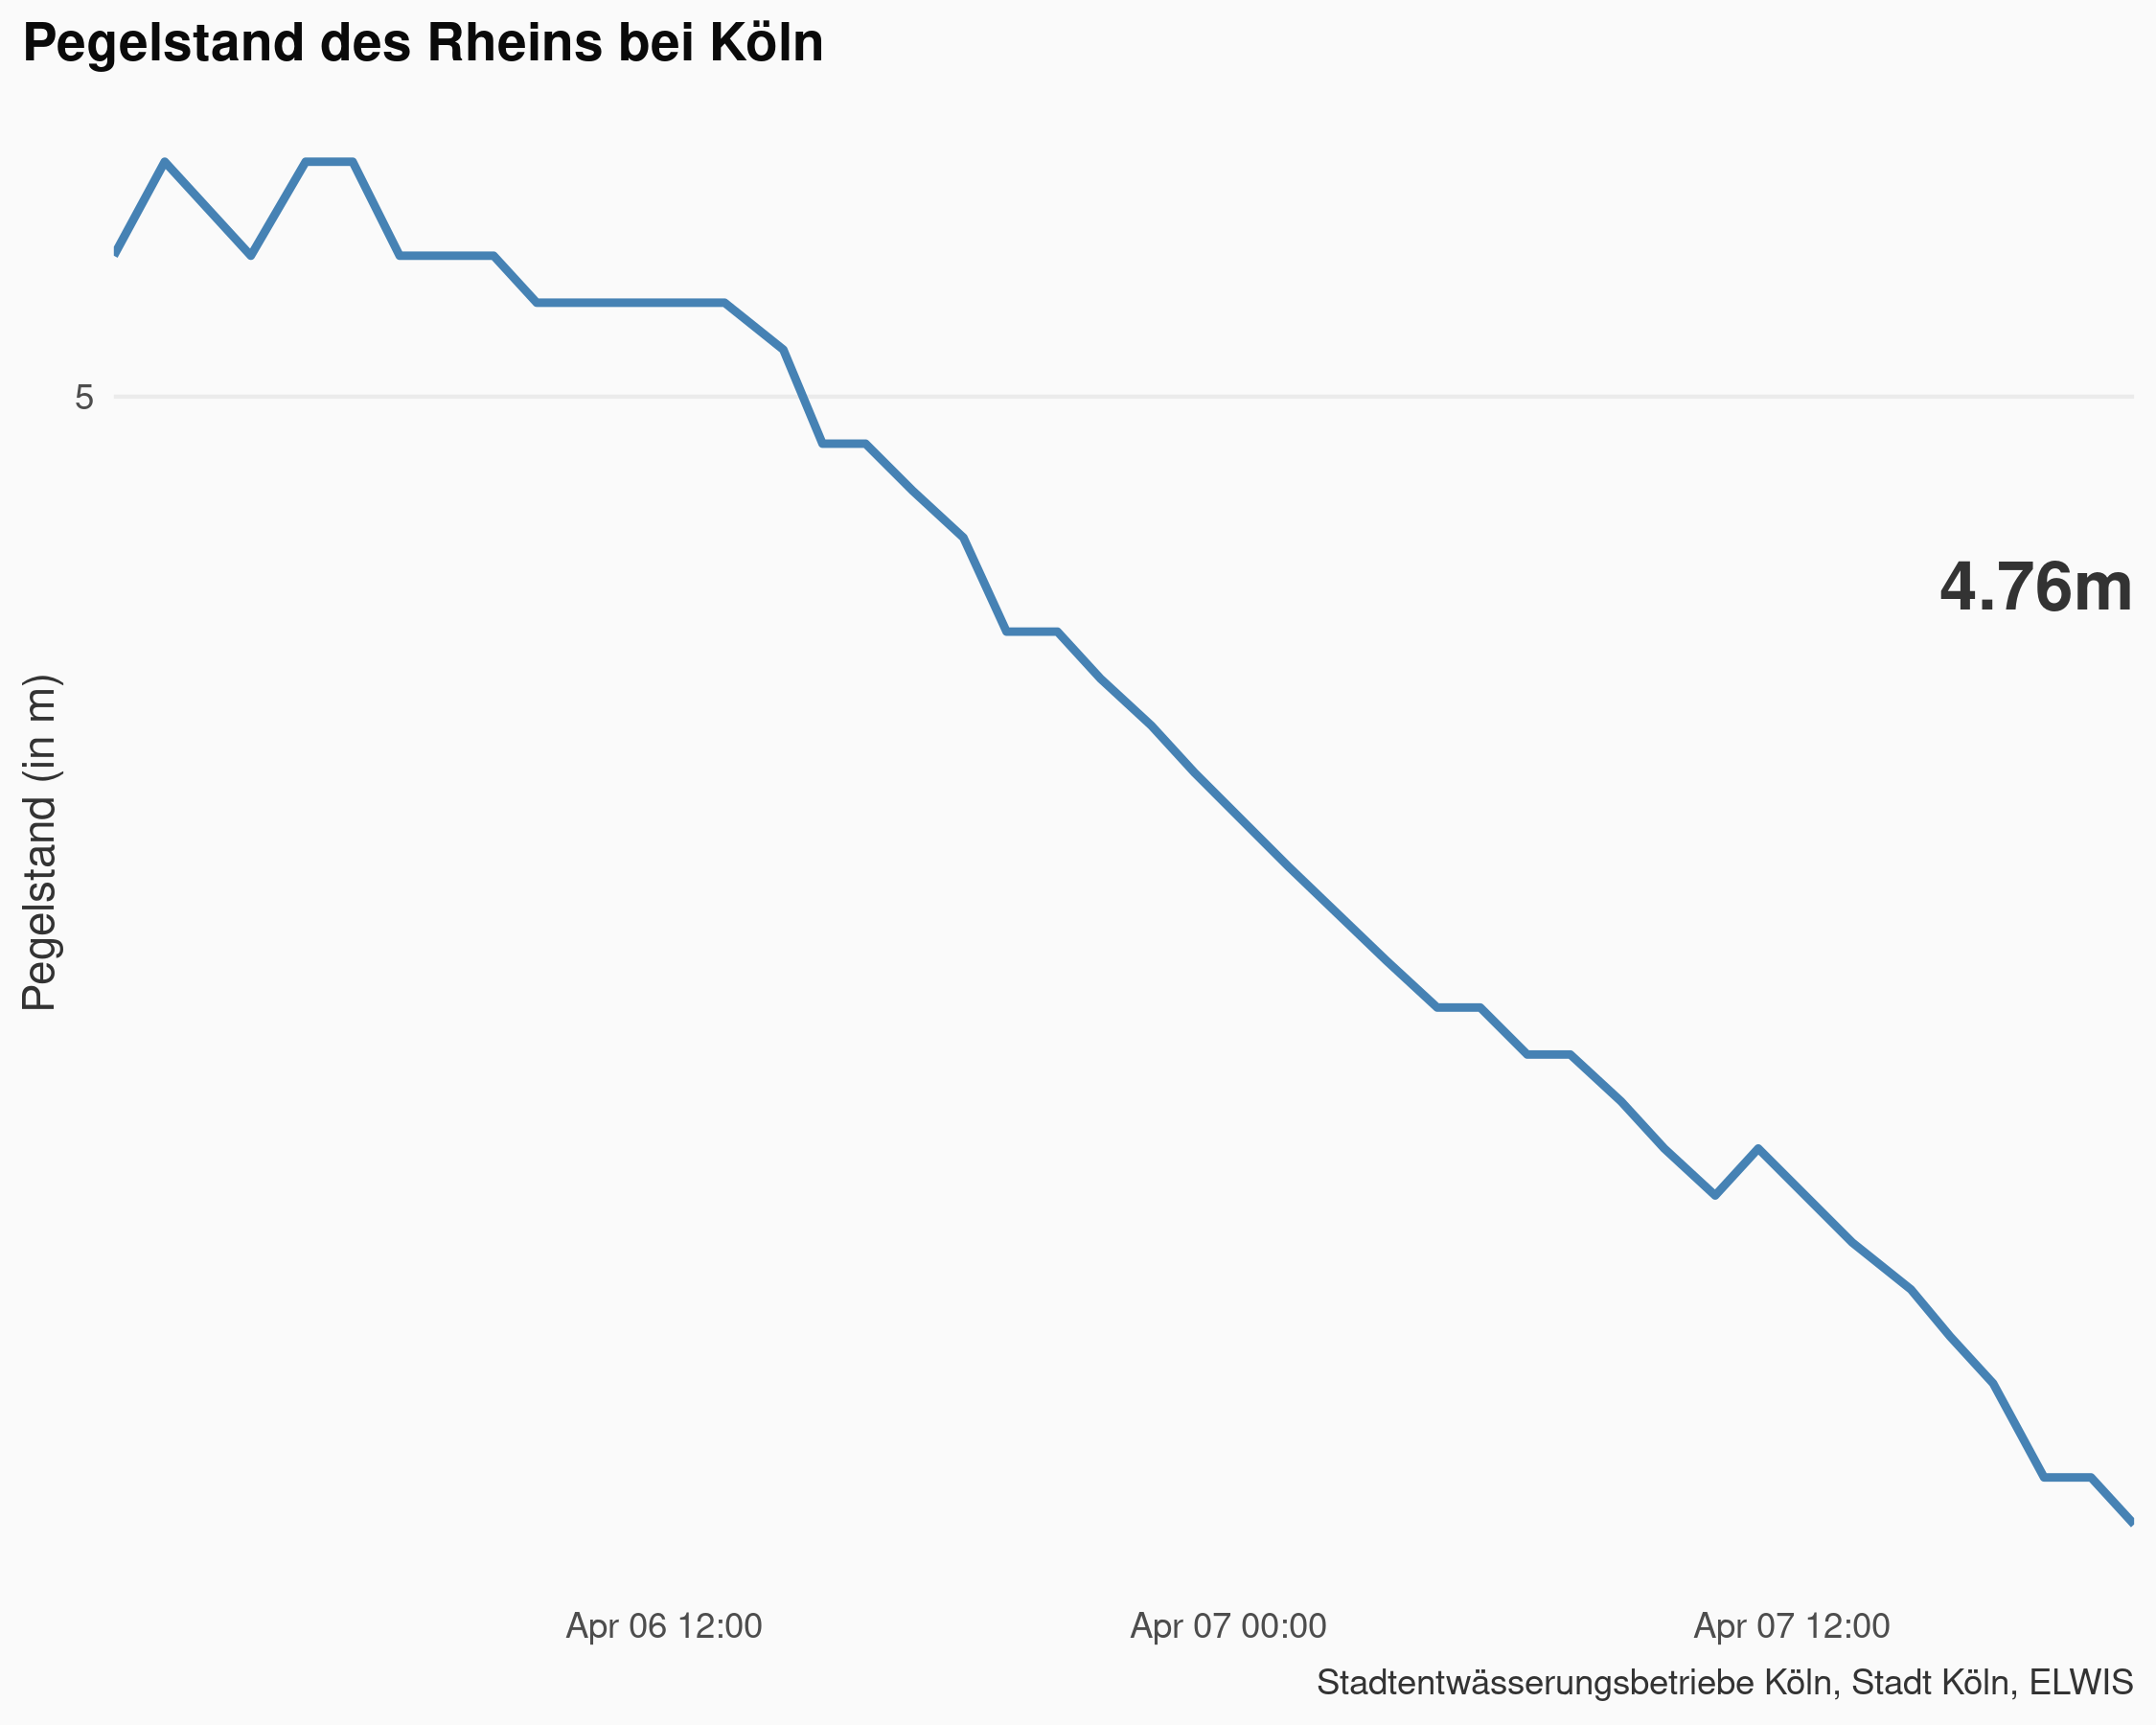 Pegelstand des Rheins bei Köln
5
4.76m
Pegelstand (in m)
Apr 06 12:00
Apr 07 00:00
Apr 07 12:00
Stadtentwässerungsbetriebe Köln, Stadt Köln, ELWIS